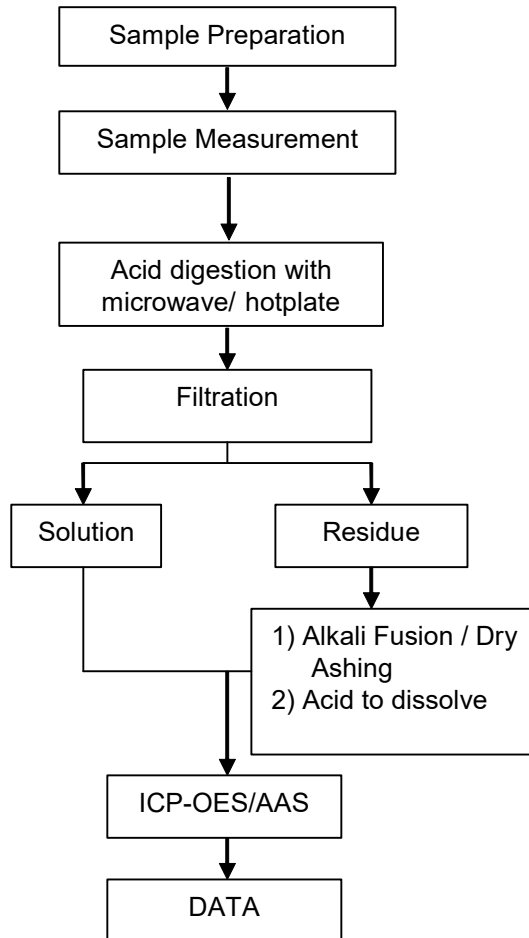 Sample Preparation
Sample Measurement
Acid digestion with
microwave/ hotplate
Filtration
Solution
Residue
1) Alkali Fusion / Dry
Ashing
2) Acid to dissolve
ICP-OES/AAS
DATA